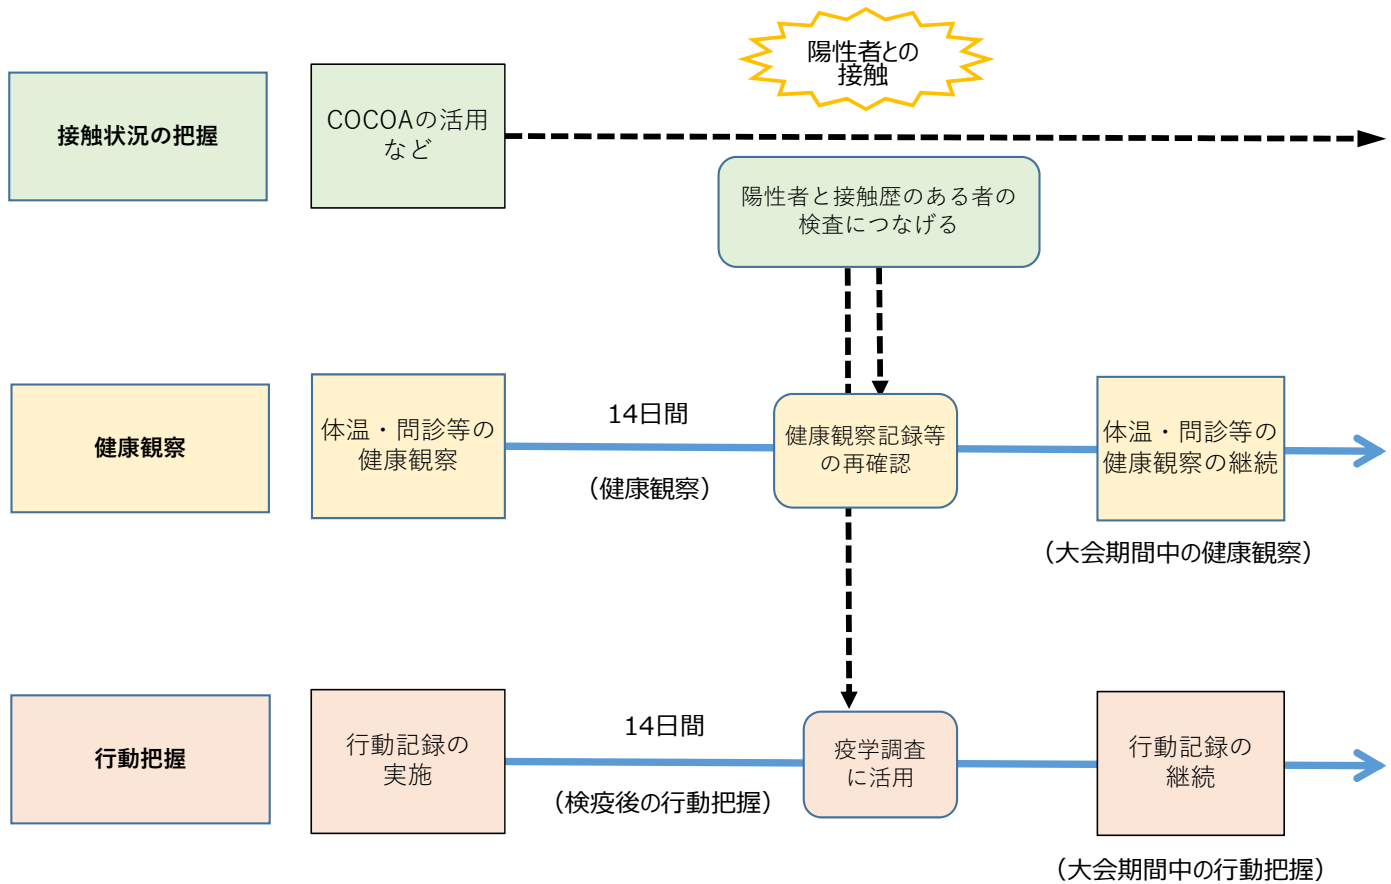 陽性者との
接触
接触状況の把握
COCOAの活用
など
陽性者と接触歴のある者の
検査につなげる
健康観察
体温・問診等の
健康観察
14日間
（健康観察）
健康観察記録等
の再確認
体温・問診等の
健康観察の継続
（大会期間中の健康観察）
行動把握
行動記録の
実施
14日間
（検疫後の行動把握）
疫学調査
に活用
行動記録の
継続
（大会期間中の行動把握）